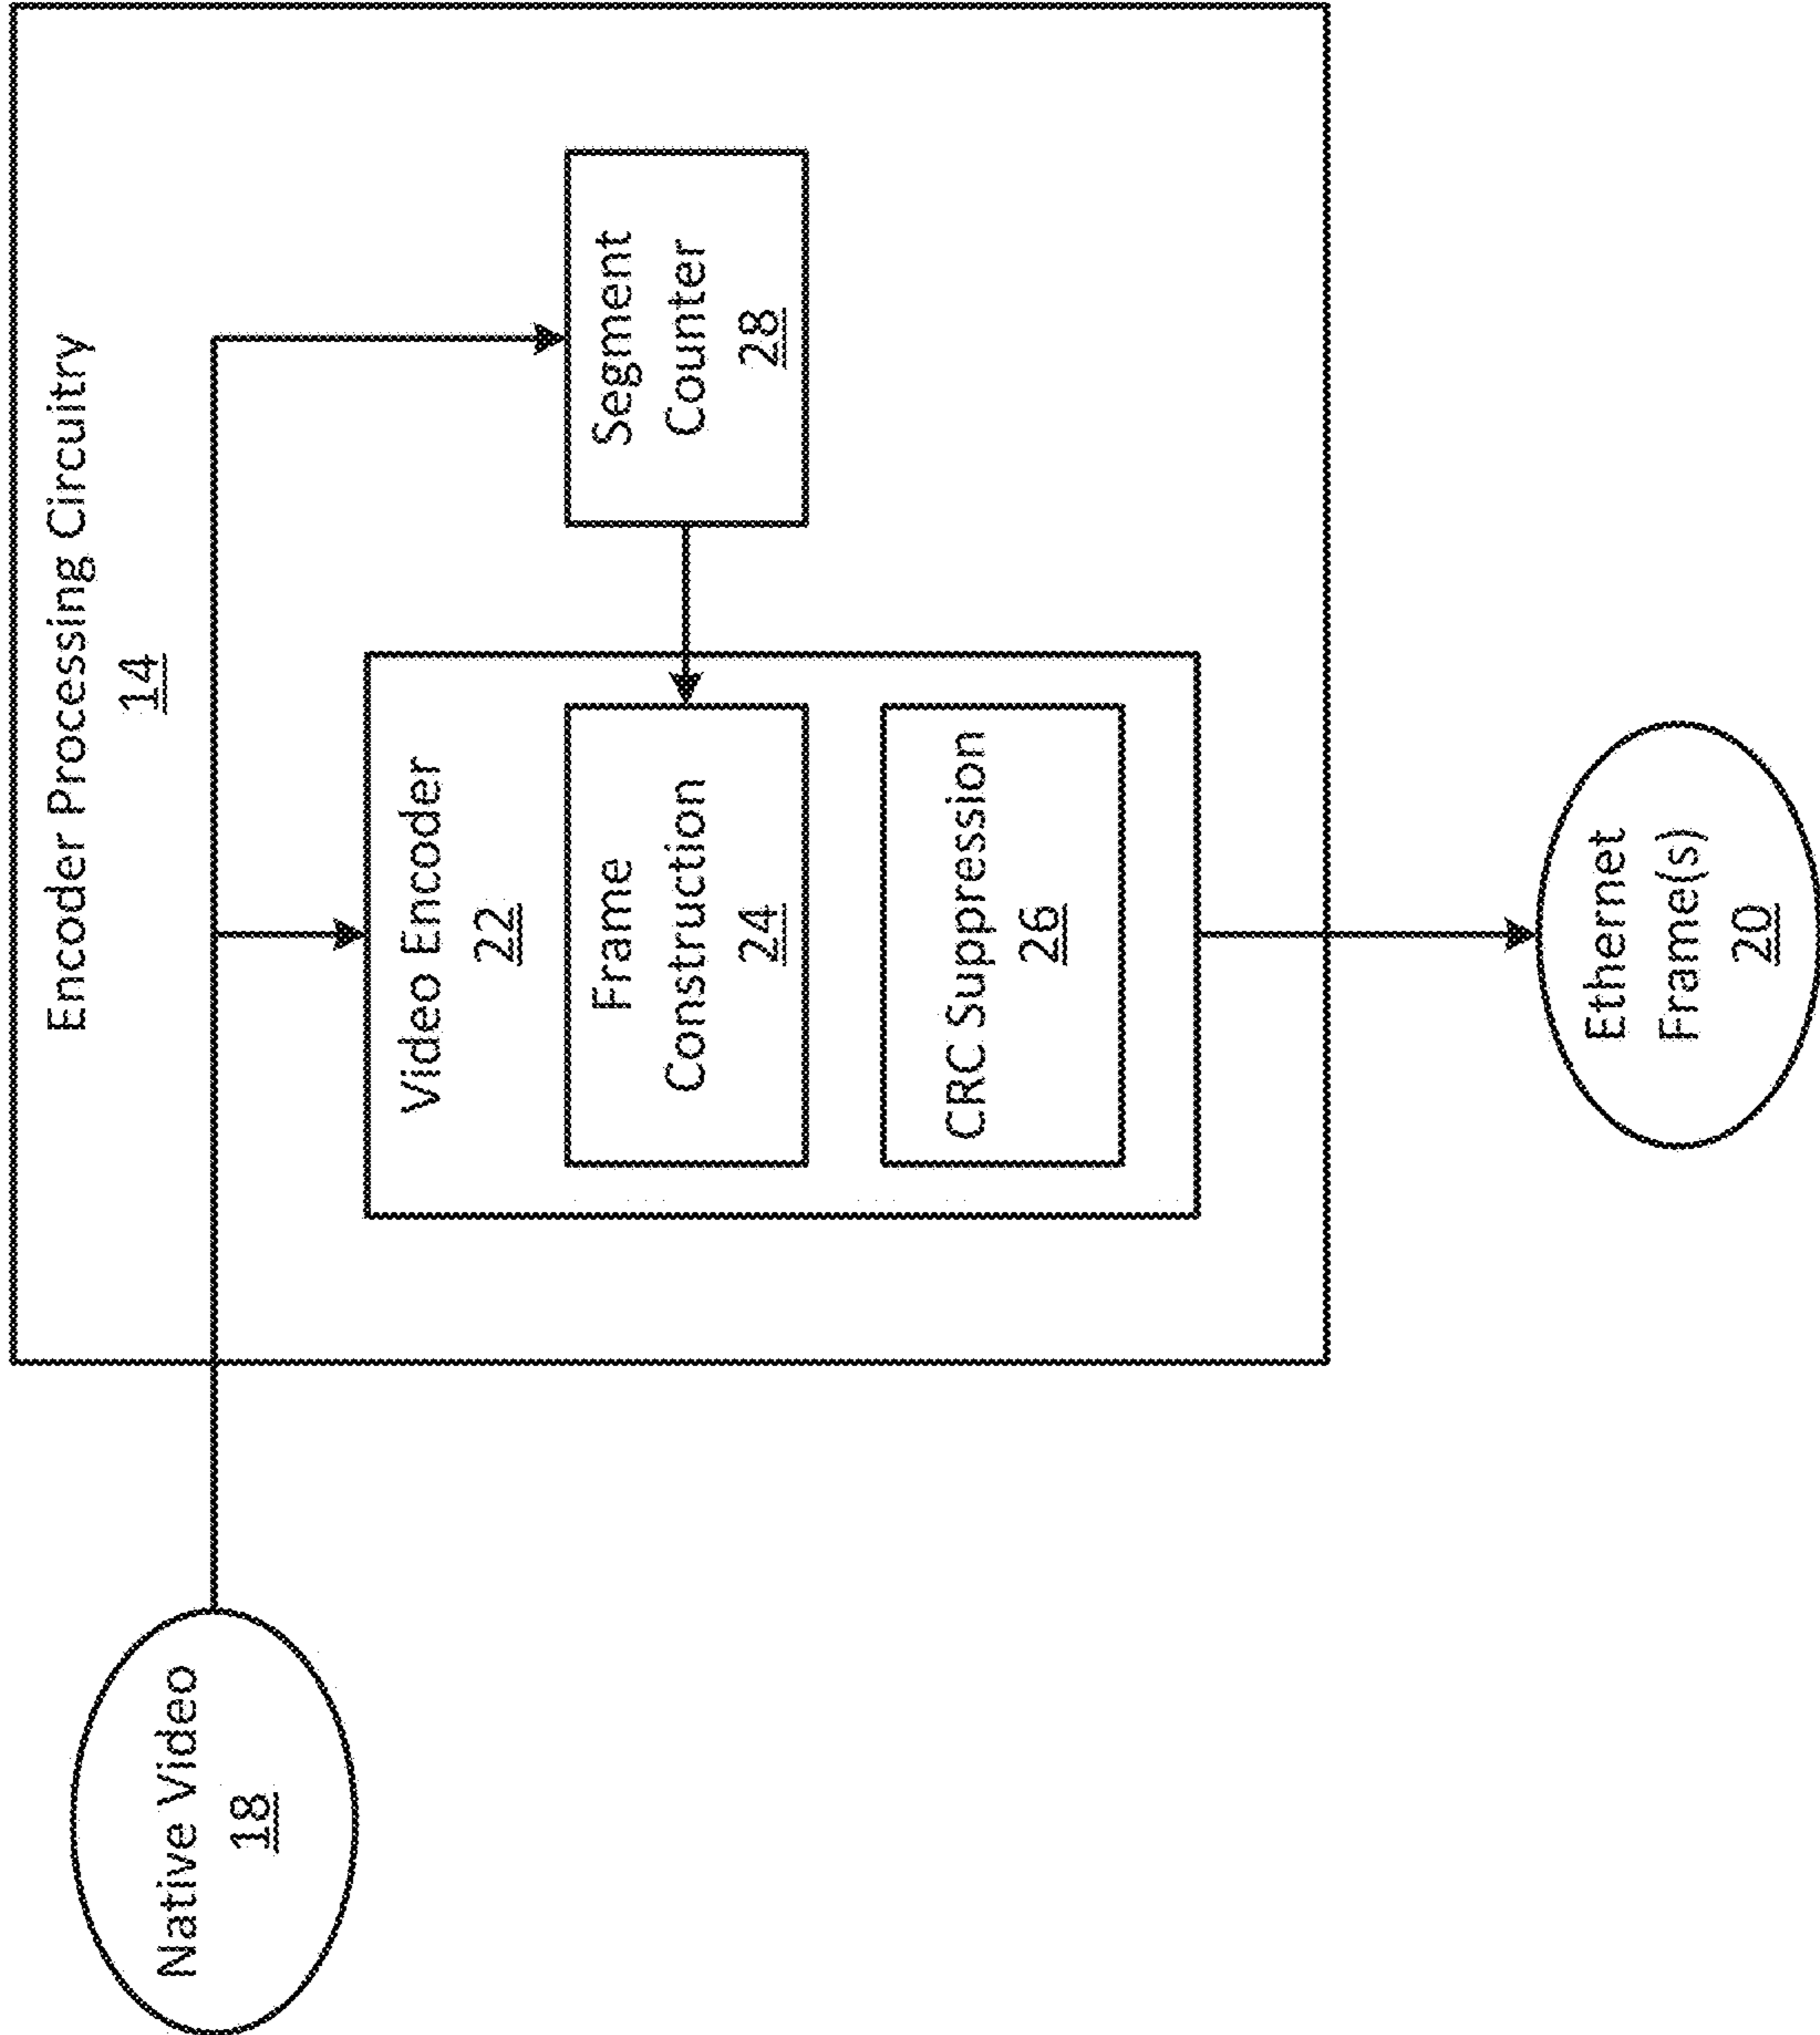 Encoder Processing Circuitry
14
Native Video
18
Video Encoder
22
Frame
Construction
24
Segment
Counter
28
CRC Suppression
26
Ethernet
Frame(s)
20